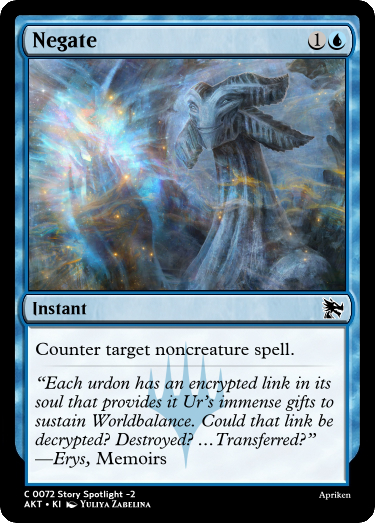 Negate 1
Instant
Counter target noncreature spell.
“Each urdon has an encrypted link in its
soul that provides it Ur’s immense gifts to
sustain Worldbalance. Could that link be
decrypted? Destroyed? …Transferred?”
—Erys, Memoirs
C 0072 Story Spotlight -2
Apriken
AKT • KI YULIYA ZABELINA